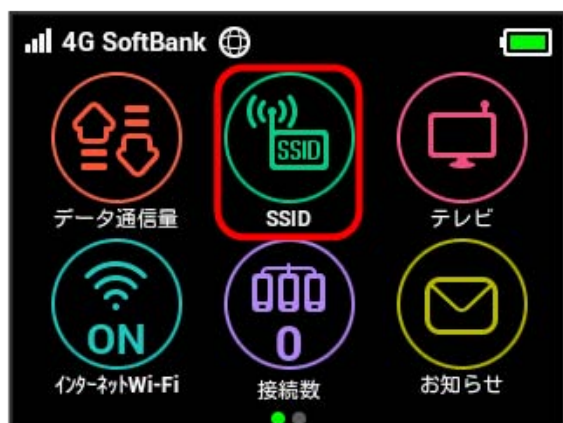 4G SoftBank
SSID
データ通信量
SSID
テレビ
ON
0
インターネットWi-Fi
接続数
お知らせ